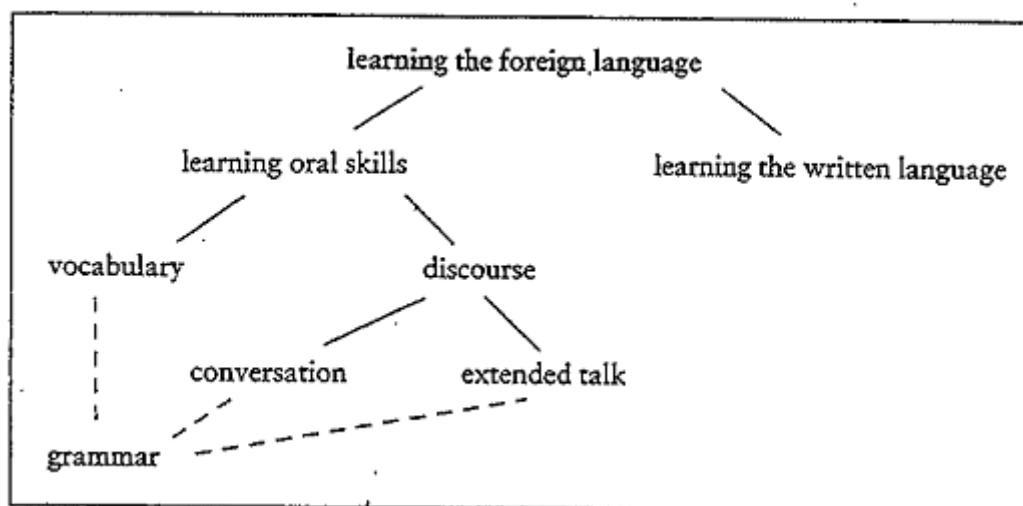 learning the foreign language
learning oral skills
learning the written language
vocabulary
discourse
conversation
extended talk
grammar